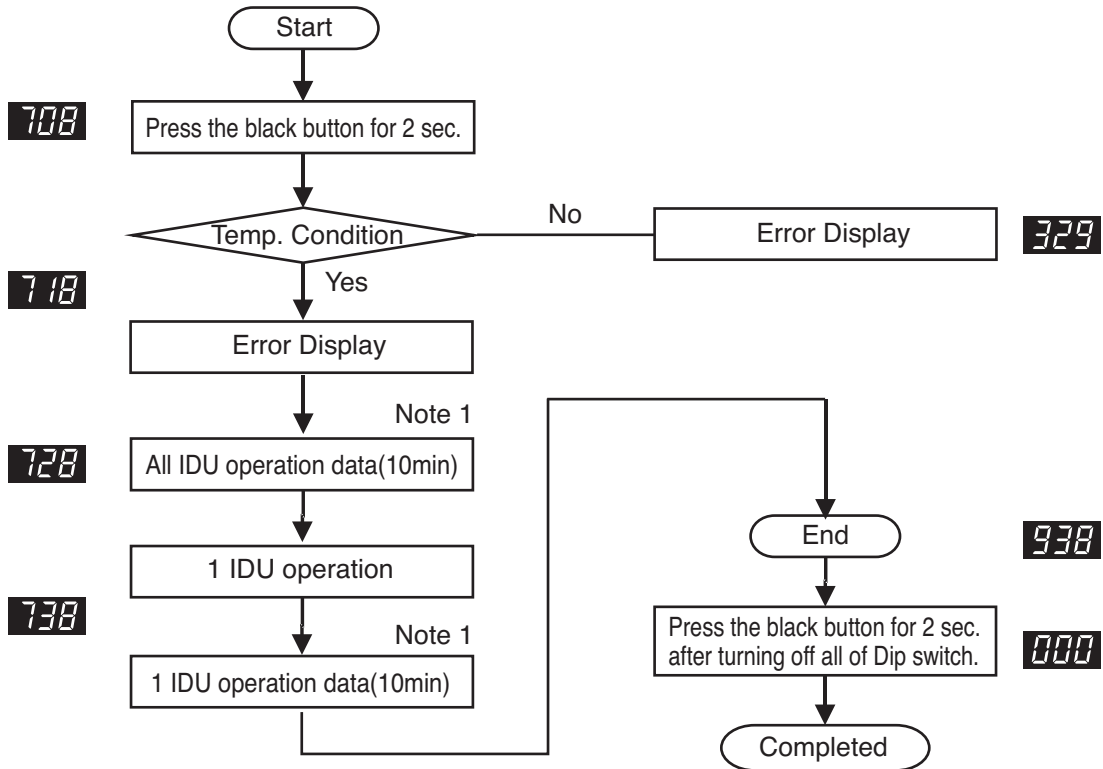 Start
708
Press the black button for 2 sec.
Temp. Condition
No
Error Display
329
718
Yes
Error Display
Note 1
728
All IDU operation data(10min)
1 IDU operation
738
Note 1
1 IDU operation data(10min)
End
938
Press the black button for 2 sec.
after turning off all of Dip switch.
000
Completed